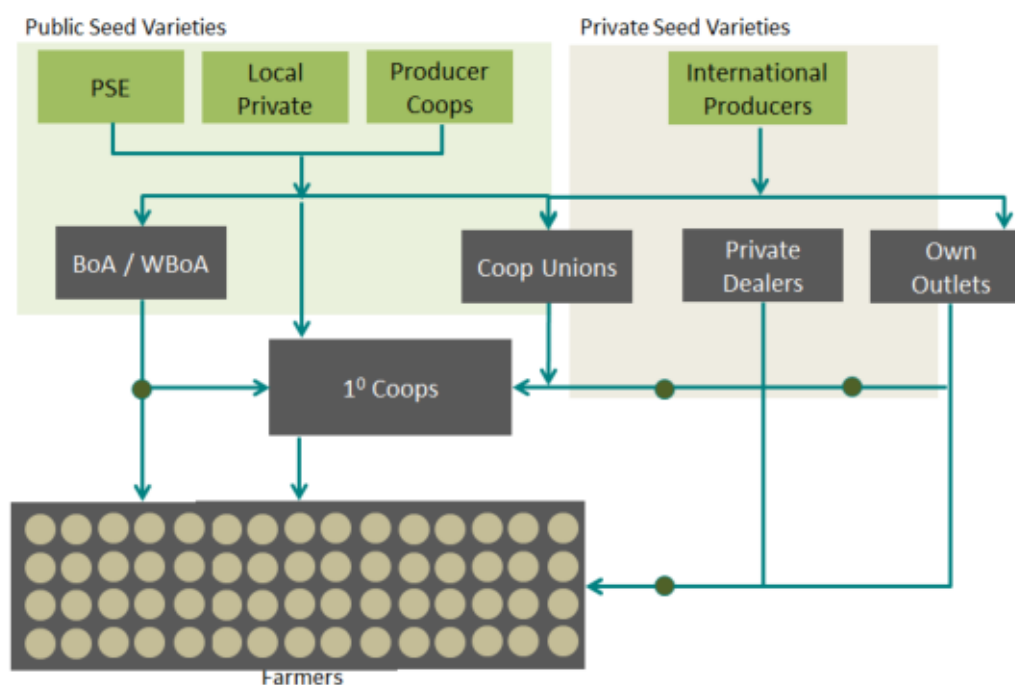 Public Seed Varieties
Private Seed Varieties
PSE
Local
Private
Producer
Coops
International
Producers
BoA / WBoA
Coop Unions
Private
Dealers
Own
Outlets
1⁰ Coops
Farmers